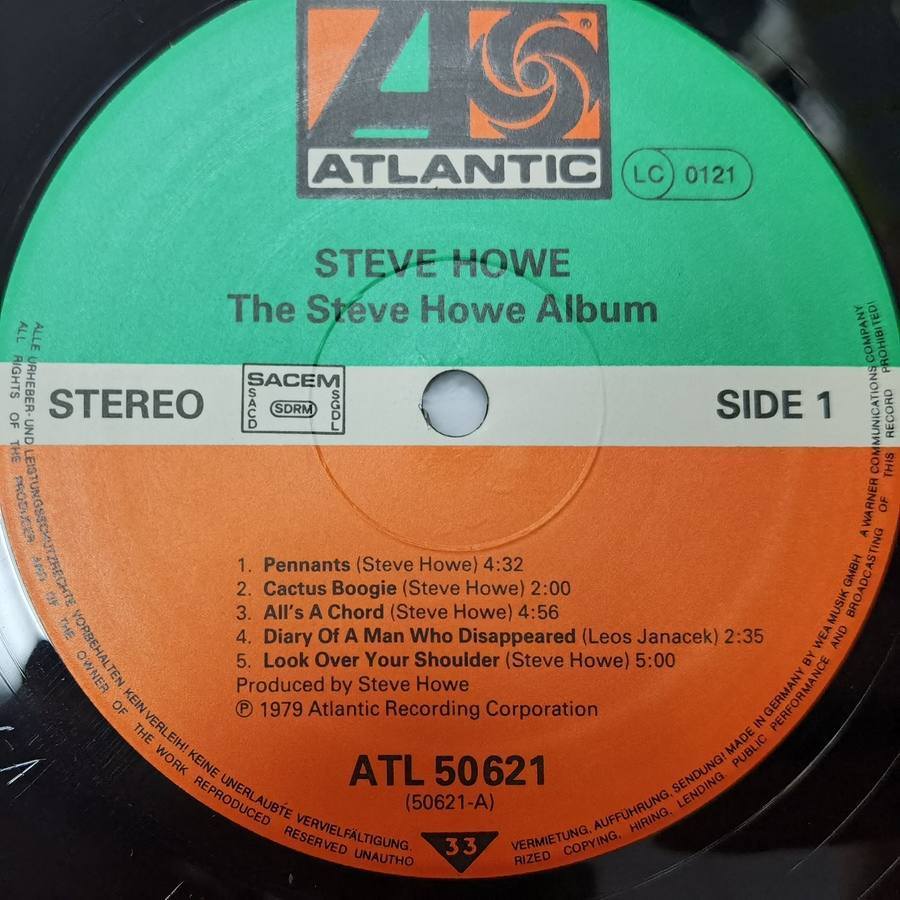 ATLANTIC
®
LC 0121
STEVE HOWE
The Steve Howe Album
STEREO
SACEM
SACD
SDRM
SGDL
SIDE 1
1. Pennants (Steve Howe) 4:32
2. Cactus Boogie (Steve Howe) 2:00
3. All's A Chord (Steve Howe) 4:56
4. Diary Of A Man Who Disappeared (Leos Janacek) 2:35
5. Look Over Your Shoulder (Steve Howe) 5:00
Produced by Steve Howe
℗ 1979 Atlantic Recording Corporation
ATL 50621
(50621-A)
33
ALLE URHEBER-UND LEISTUNGSSCHUTZRECHTE VORBEHALTEN KEIN VERLEIH! KEINE UNERLAUBTE VERVIELFÄLTIGUNG.
VERMIETUNG, AUFFÜHRUNG, SENDUNG! MADE IN GERMANY BY WEA MUSIK GMBH A WARNER COMMUNICATIONS COMPANY
ALL RIGHTS OF THE PRODUCER AND OF THE OWNER OF THE WORK REPRODUCED RESERVED UNAUTHO
RIZED COPYING, HIRING, LENDING PUBLIC PERFORMANCE AND BROADCASTING OF THIS RECORD PROHIBITED!